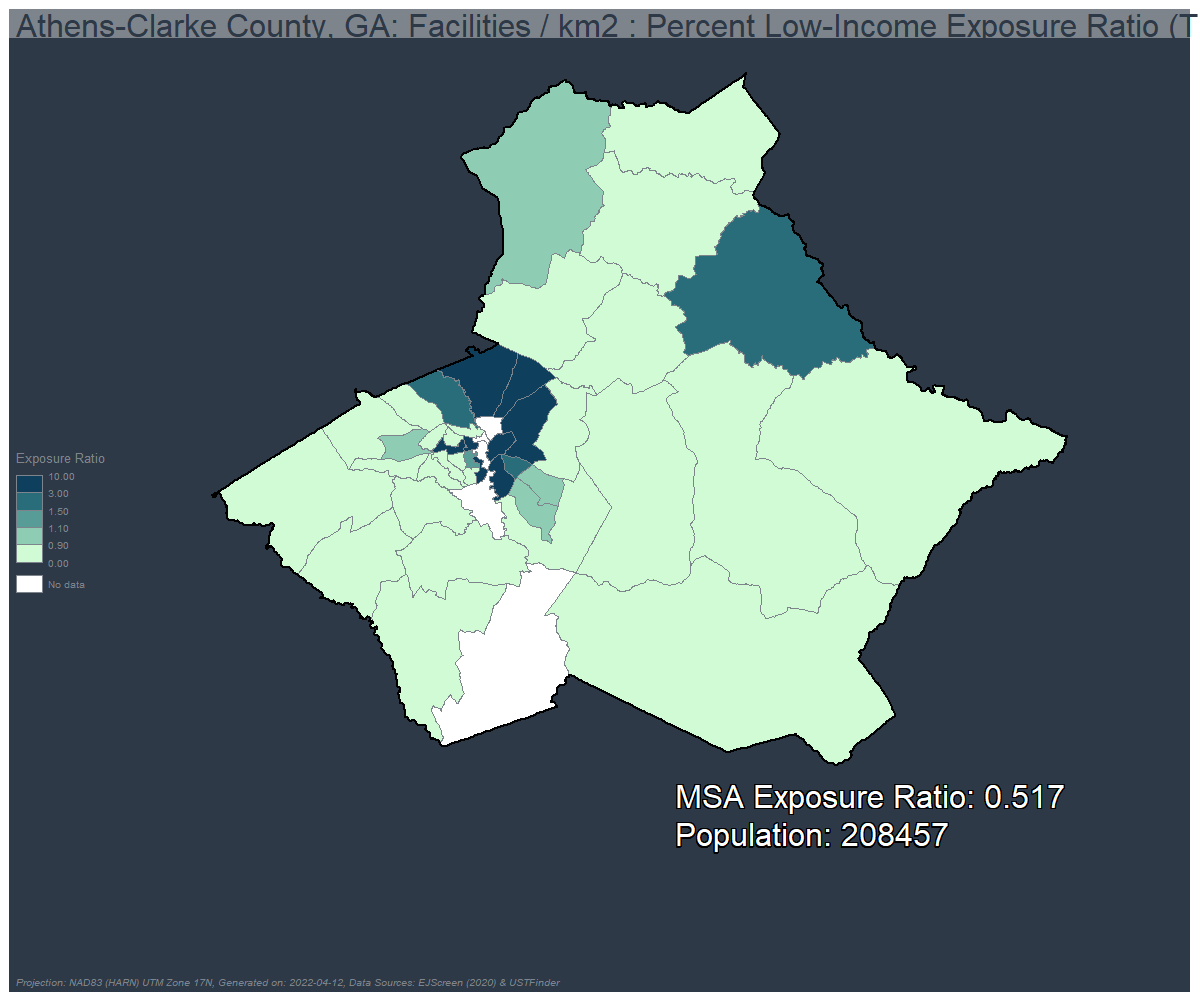 Athens-Clarke County, GA: Facilities / km2 : Percent Low-Income Exposure Ratio (T
Exposure Ratio
10.00
3.00
1.50
1.10
0.90
0.00
No data
MSA Exposure Ratio: 0.517
Population: 208457
Projection: NAD83 (HARN) UTM Zone 17N, Generated on: 2022-04-12, Data Sources: EJScreen (2020) & USTFinder